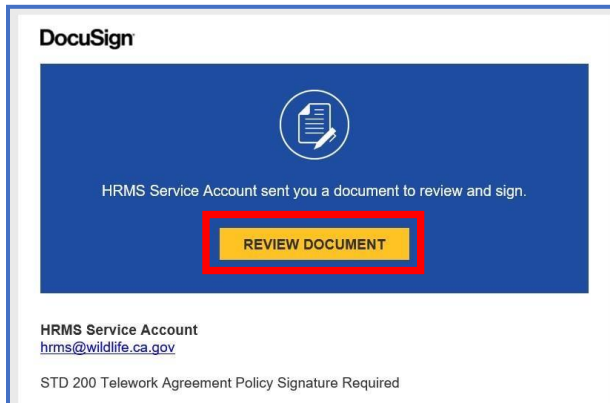 DocuSign
HRMS Service Account sent you a document to review and sign.
REVIEW DOCUMENT
HRMS Service Account
hrms@wildlife.ca.gov
STD 200 Telework Agreement Policy Signature Required